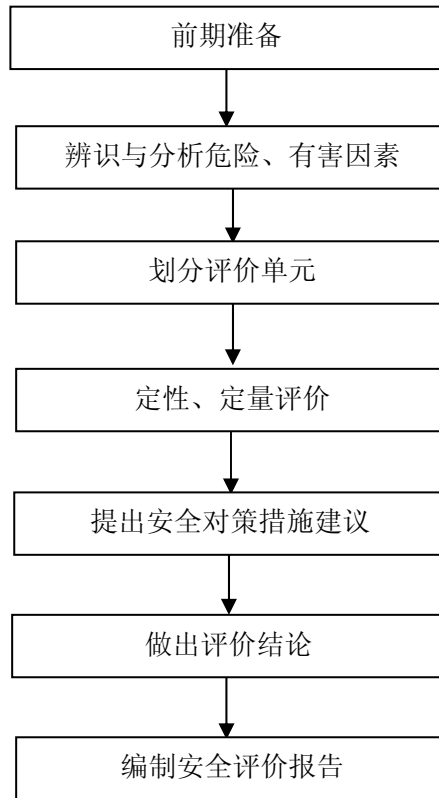 前期准备
辨识与分析危险、有害因素
划分评价单元
定性、定量评价
提出安全对策措施建议
做出评价结论
编制安全评价报告